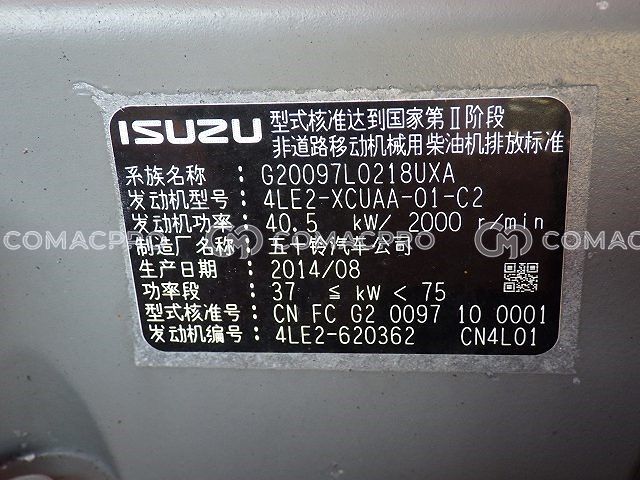 ISUZU 型式核准达到国家第Ⅱ阶段
非道路移动机械用柴油机排放标准
系族名称 : G20097L0218UXA
发动机型号: 4LE2-XCUAA-01-C2
发动机功率: 40.5 kW/ 2000 r/min
制造厂名称: 五十铃汽车公司
生产日期 : 2014/08
功率段 : 37 ≦ kW < 75
型式核准号: CN FC G2 0097 10 0001
发动机编号: 4LE2-620362 CN4L01
COMACPRO COMACPRO COMACPRO